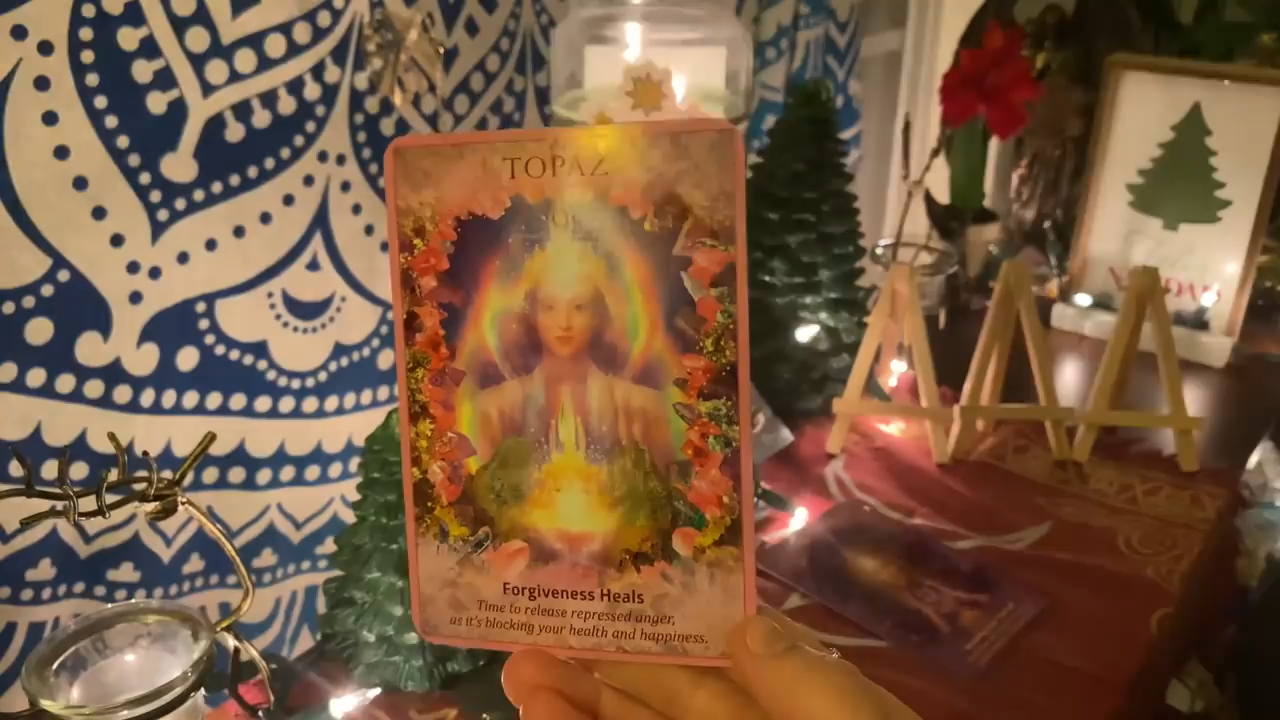 TOPAZ
Forgiveness Heals
Time to release repressed anger,
as it's blocking your health and happiness.